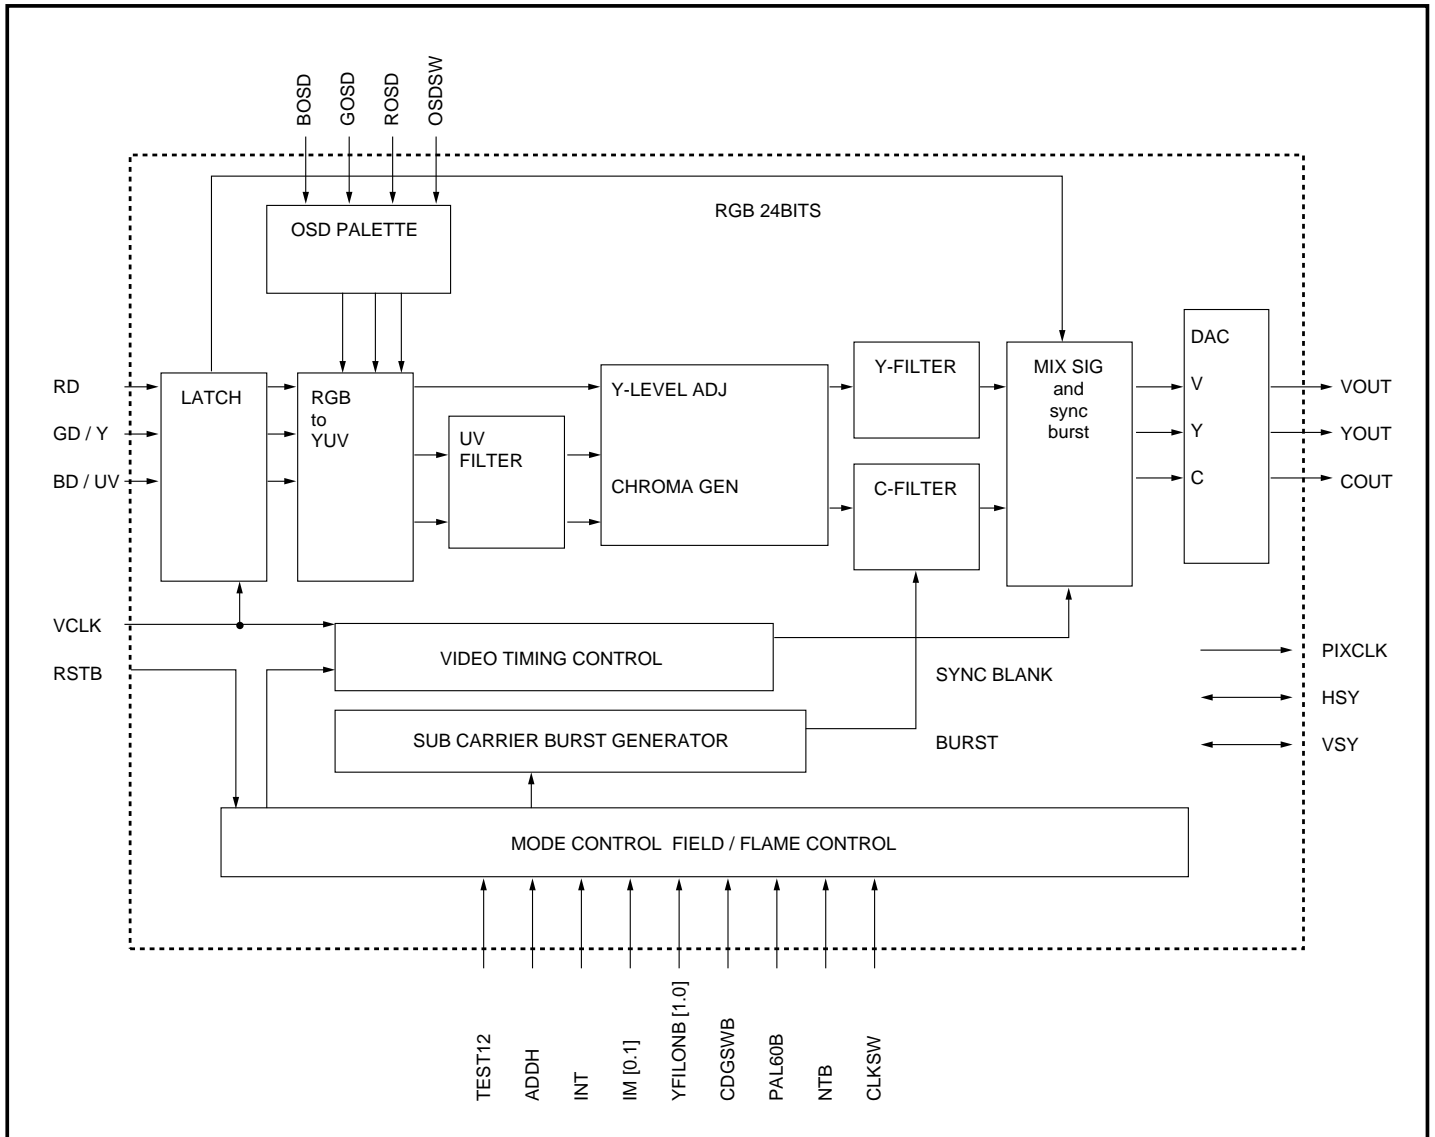 BOSD
GOSD
ROSD
OSDSW
OSD PALETTE
RGB 24BITS
RD
GD / Y
BD / UV
LATCH
RGB
to
YUV
UV
FILTER
Y-LEVEL ADJ
CHROMA GEN
Y-FILTER
C-FILTER
MIX SIG
and
sync
burst
DAC
V
Y
C
VOUT
YOUT
COUT
VCLK
RSTB
VIDEO TIMING CONTROL
SYNC BLANK
SUB CARRIER BURST GENERATOR
BURST
PIXCLK
HSY
VSY
MODE CONTROL FIELD / FLAME CONTROL
TEST12
ADDH
INT
IM [0.1]
YFILONB [1.0]
CDGSWB
PAL60B
NTB
CLKSW